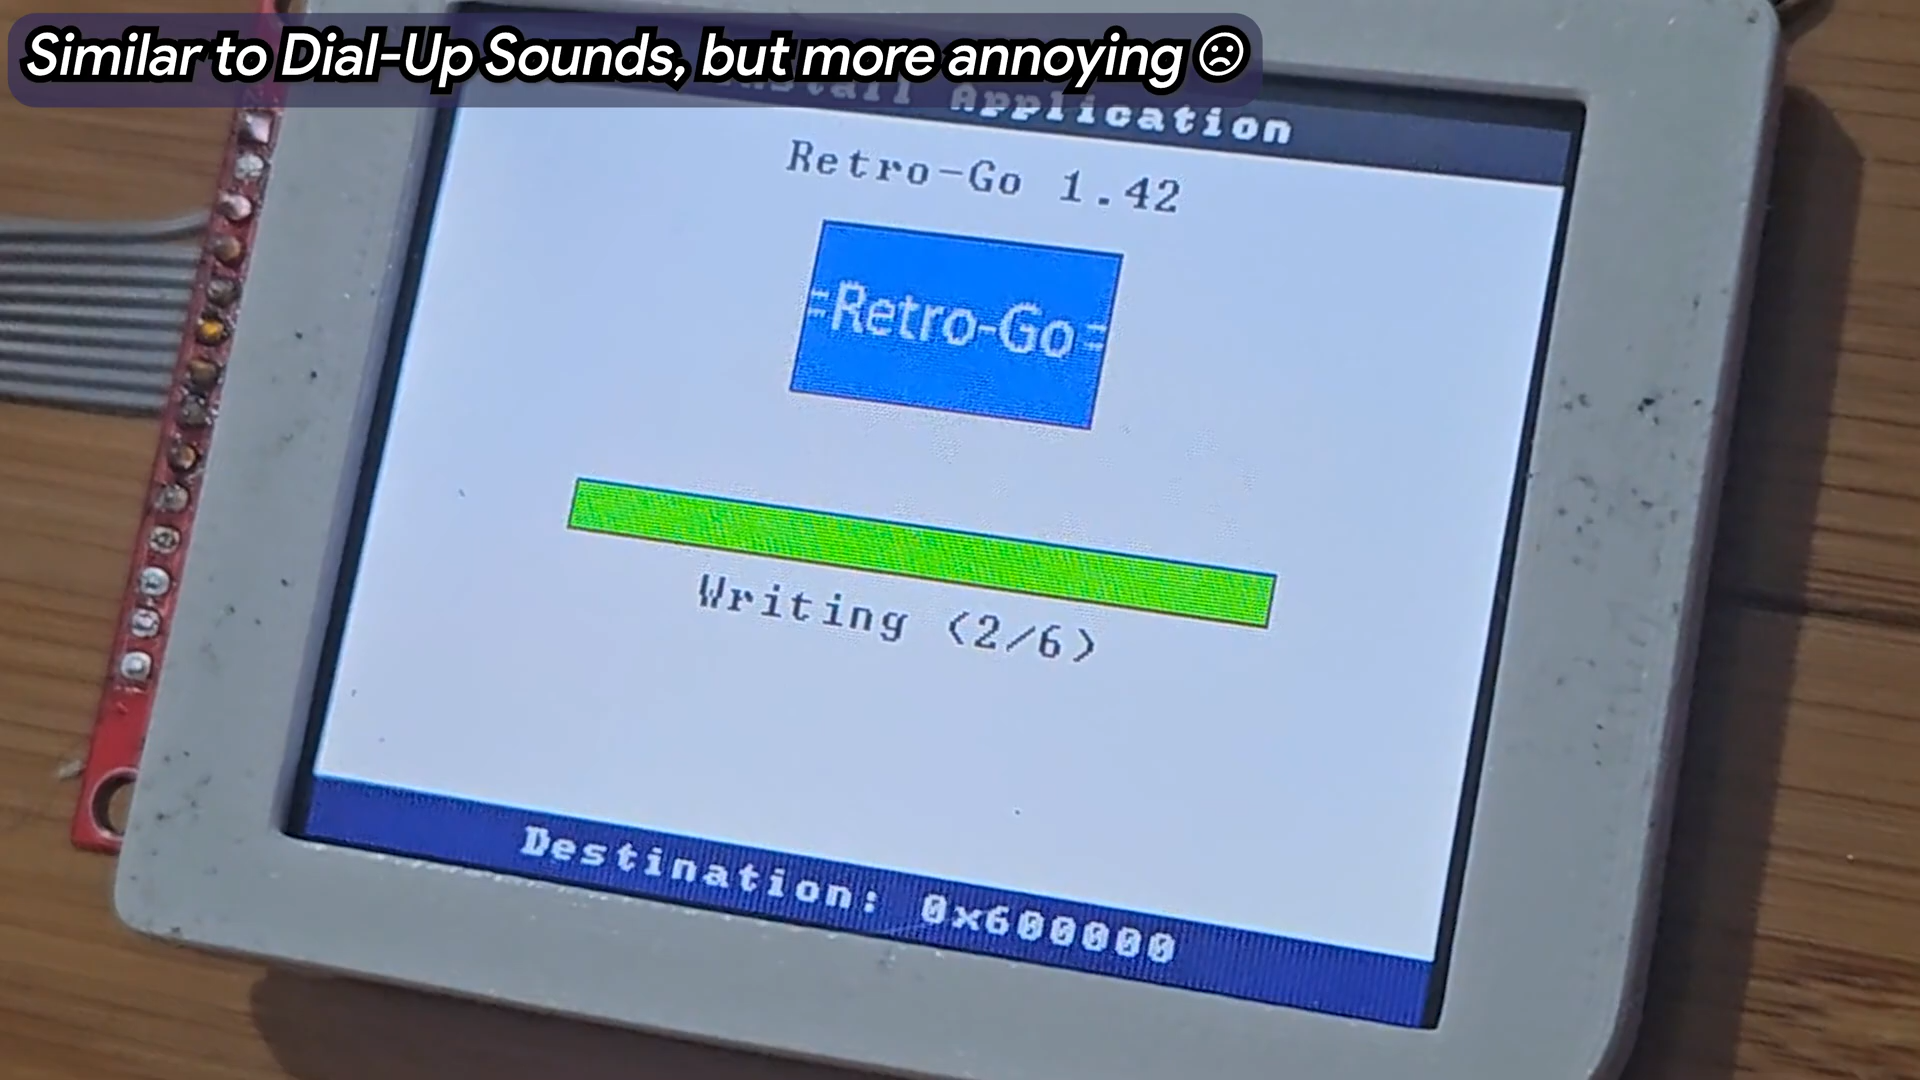 Similar to Dial-Up Sounds, but more annoying ☹
Install Application
Retro-Go 1.42
=Retro-Go=
Writing (2/6)
Destination: 0x600000